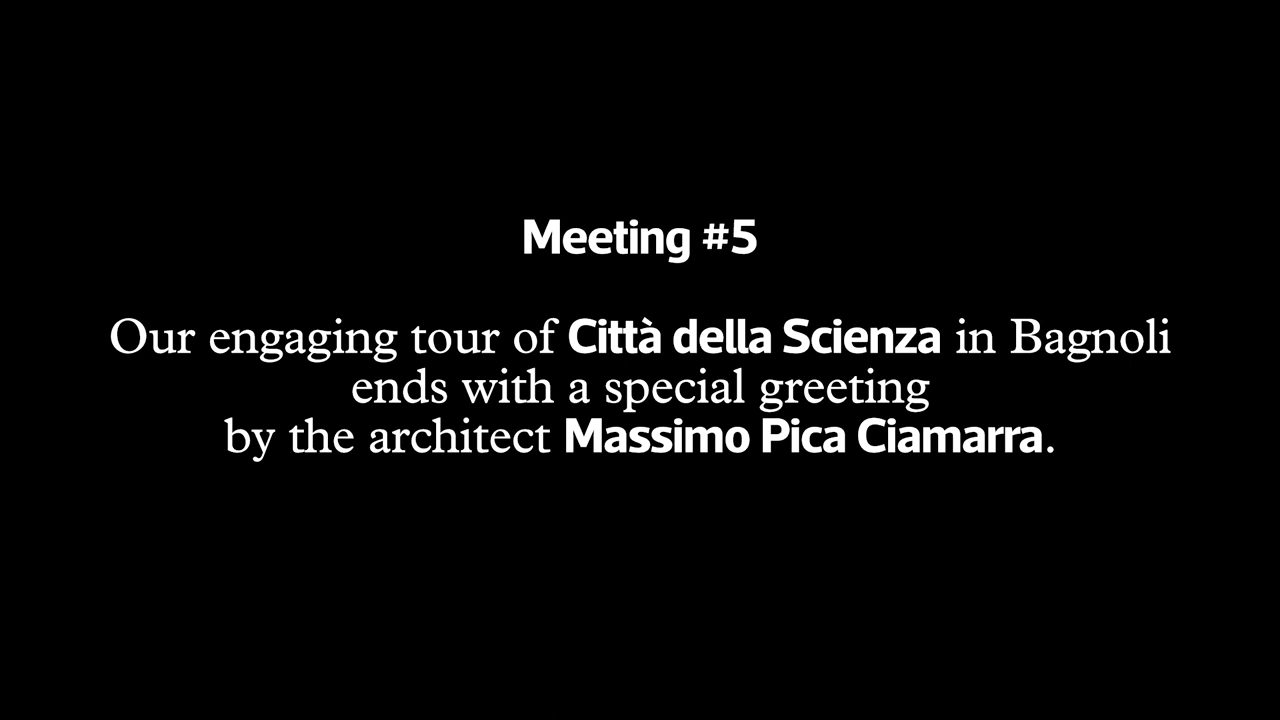 Meeting #5
Our engaging tour of Città della Scienza in Bagnoli
ends with a special greeting
by the architect Massimo Pica Ciamarra.